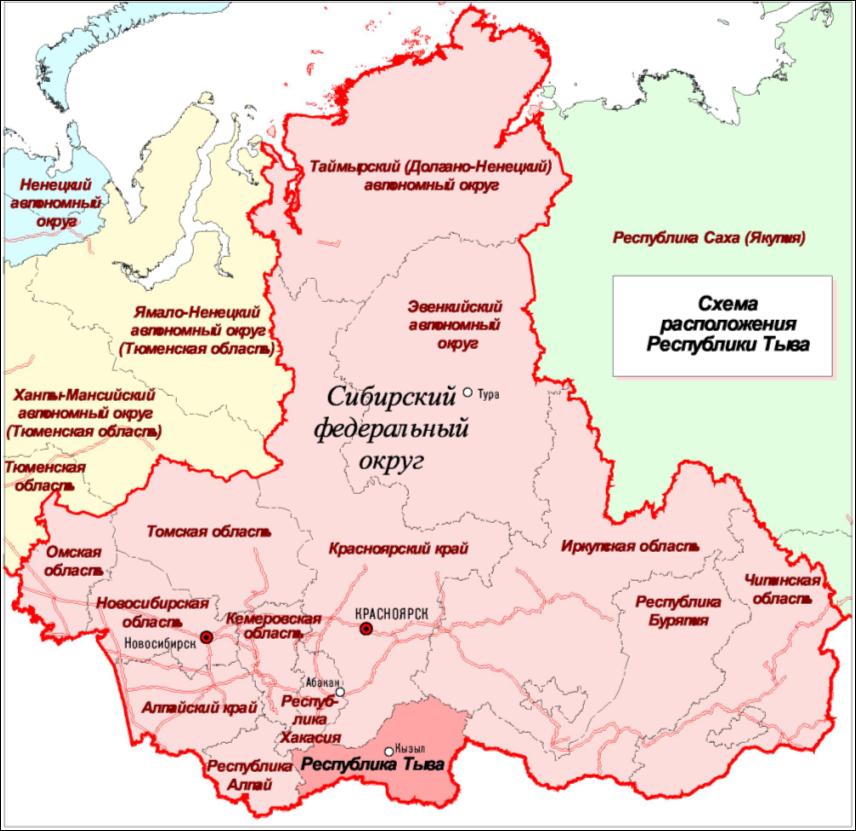 Таймырский (Долгано-Ненецкий)
автономный округ
Ненецкий
автономный
округ
Республика Саха (Якутия)
Схема
расположения
Республики Тыва
Ямало-Ненецкий
автономный округ
(Тюменская область)
Эвенкийский
автономный
округ
Тура
Сибирский
федеральный
округ
Ханты-Мансийский
автономный округ
(Тюменская область)
Тюменская
область
Томская область
Омская
область
Красноярский край
Иркутская область
Читинская
область
Республика
Бурятия
Новосибирская
область
Новосибирск
Кемеровская
область
КРАСНОЯРСК
Абакан
Алтайский край
Респуб-
лика
Хакасия
Кызыл
Республика Тыва
Республика
Алтай